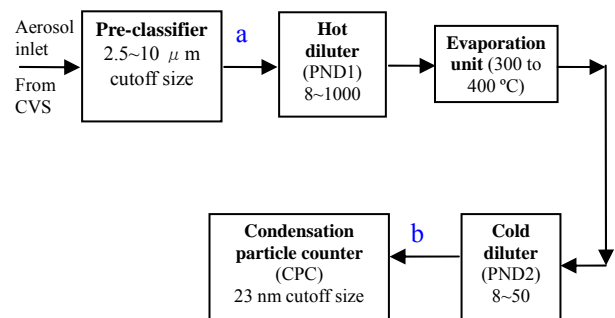 Aerosol
inlet
From
CVS
Pre-classifier
2.5~10 μm
cutoff size
a
Hot
diluter
(PND1)
8~1000
Evaporation
unit (300 to
400 ºC)
Condensation
particle counter
(CPC)
23 nm cutoff size
b
Cold
diluter
(PND2)
8~50